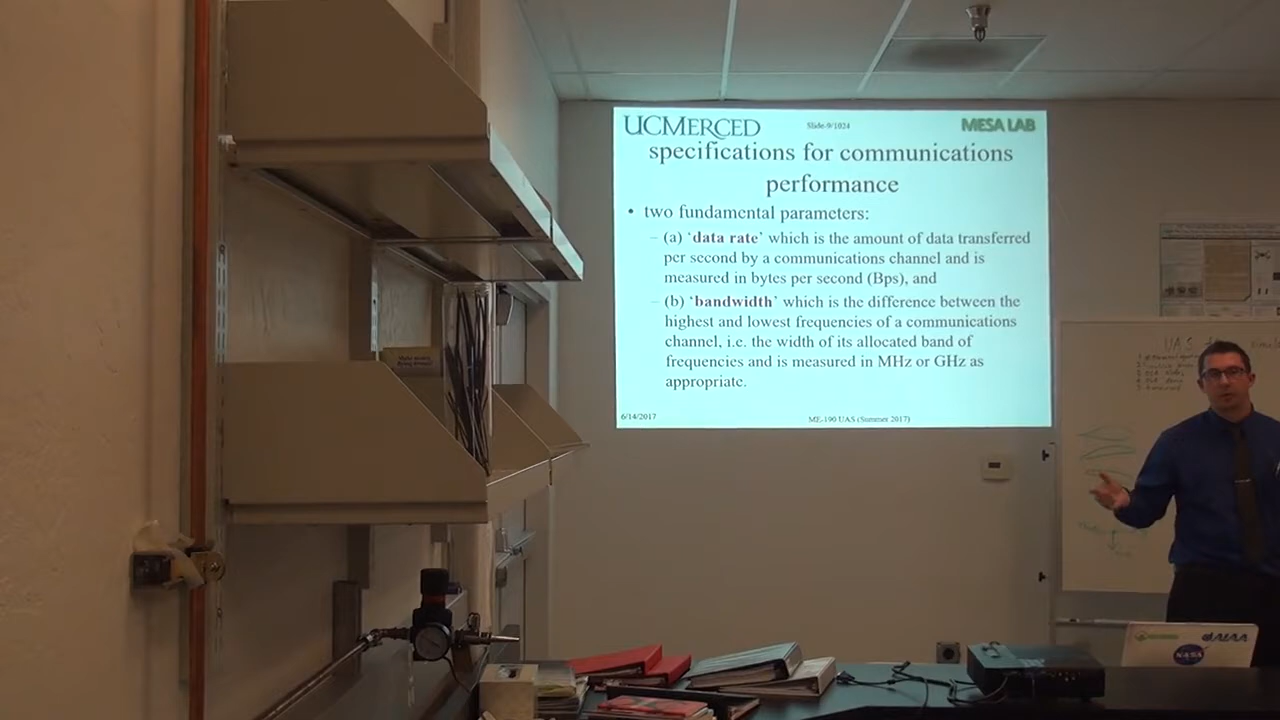 UCMERCED
Slide-9/1024
MESA LAB
specifications for communications
performance
• two fundamental parameters:
– (a) ‘data rate’ which is the amount of data transferred
per second by a communications channel and is
measured in bytes per second (Bps), and
– (b) ‘bandwidth’ which is the difference between the
highest and lowest frequencies of a communications
channel, i.e. the width of its allocated band of
frequencies and is measured in MHz or GHz as
appropriate.
6/14/2017
ME-190 UAS (Summer 2017)
UAS
AIAA
NASA